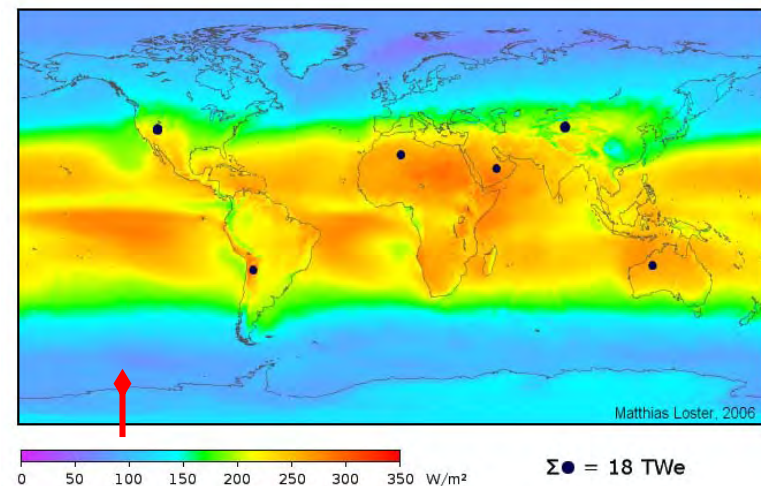 Matthias Loster, 2006
0 50 100 150 200 250 300 350 W/m²
Σ● = 18 TWe